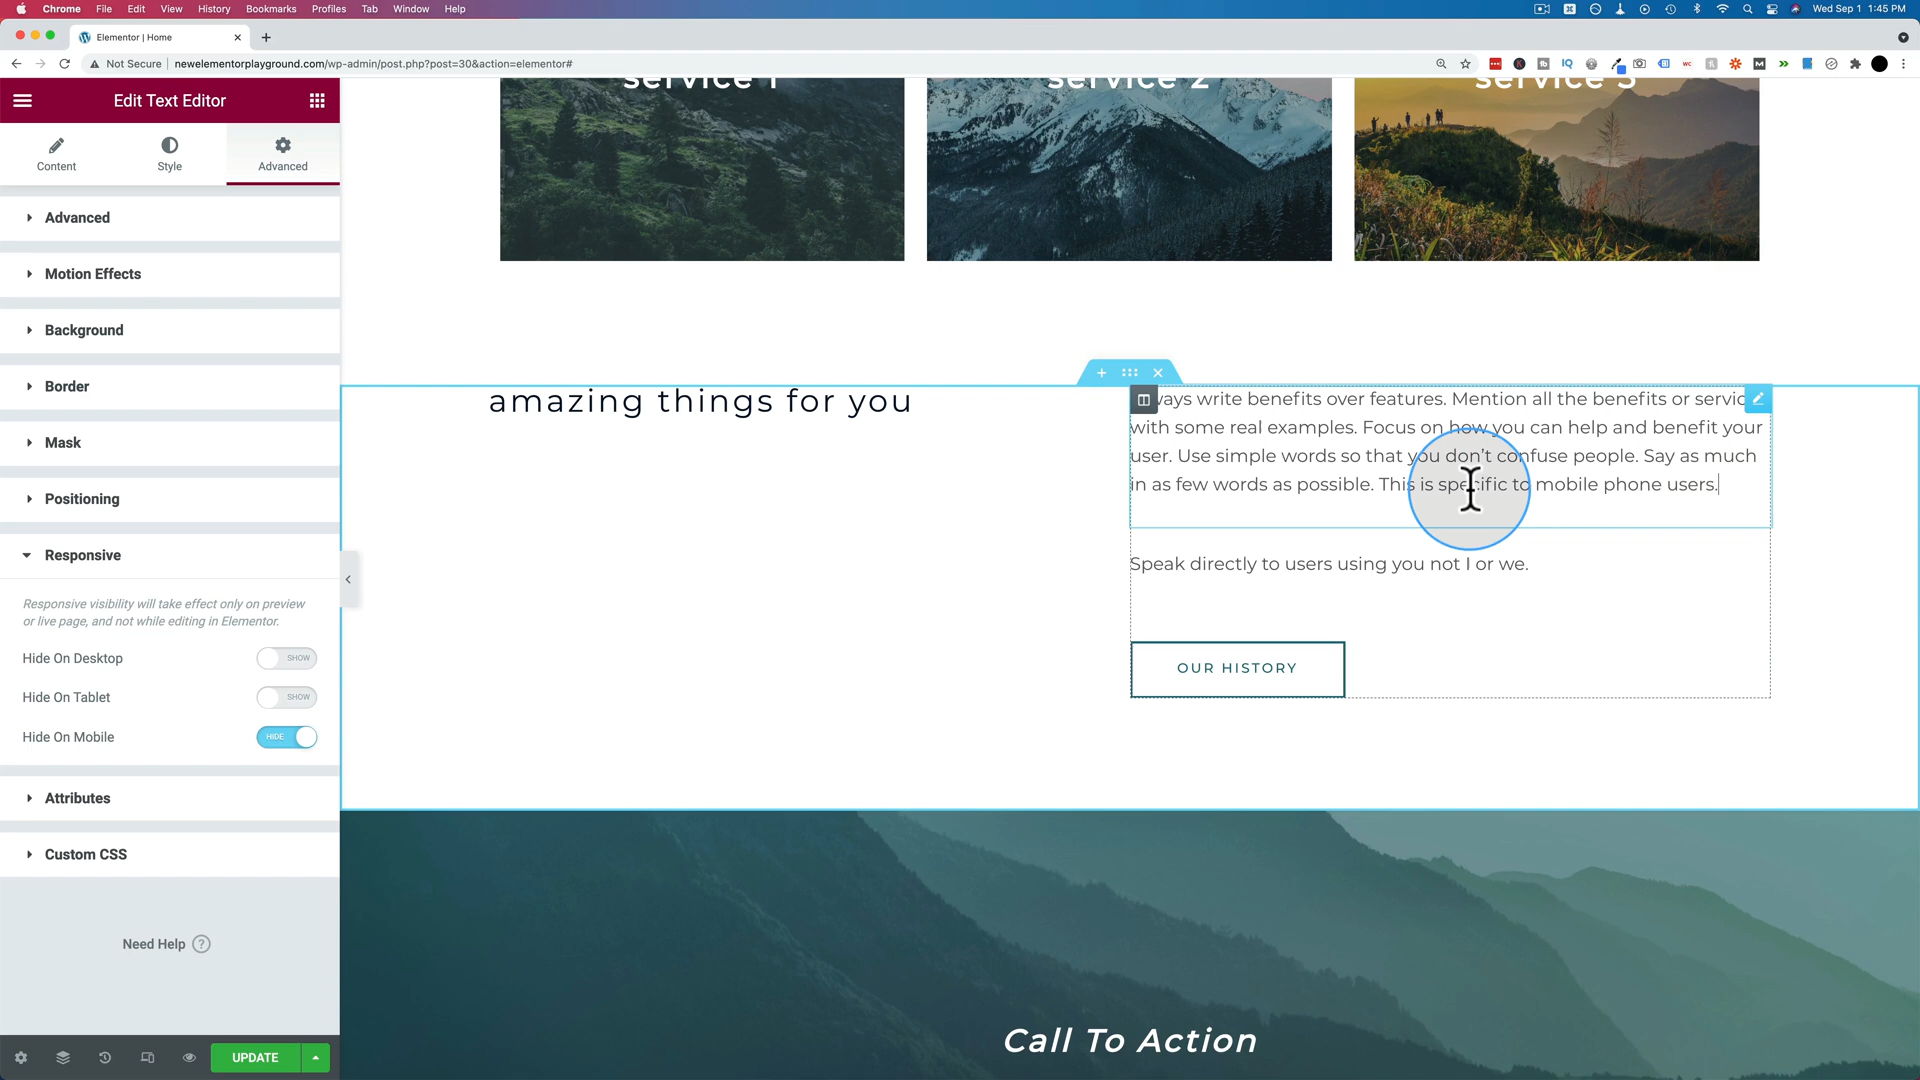 Chrome File Edit View History Bookmarks Profiles Tab Window Help
Wed Sep 1 1:45 PM
Elementor | Home
Not Secure
newelementorplayground.com/wp-admin/post.php?post=30&action=elementor#
Edit Text Editor
Content
Style
Advanced
Advanced
Motion Effects
Background
Border
Mask
Positioning
Responsive
Responsive visibility will take effect only on preview
or live page, and not while editing in Elementor.
Hide On Desktop
SHOW
Hide On Tablet
SHOW
Hide On Mobile
HIDE
Attributes
Custom CSS
Need Help ?
UPDATE
service 1
service 2
service 3
amazing things for you
ways write benefits over features. Mention all the benefits or servic
with some real examples. Focus on how you can help and benefit your
user. Use simple words so that you don't confuse people. Say as much
in as few words as possible. This is specific to mobile phone users.
Speak directly to users using you not I or we.
OUR HISTORY
Call To Action